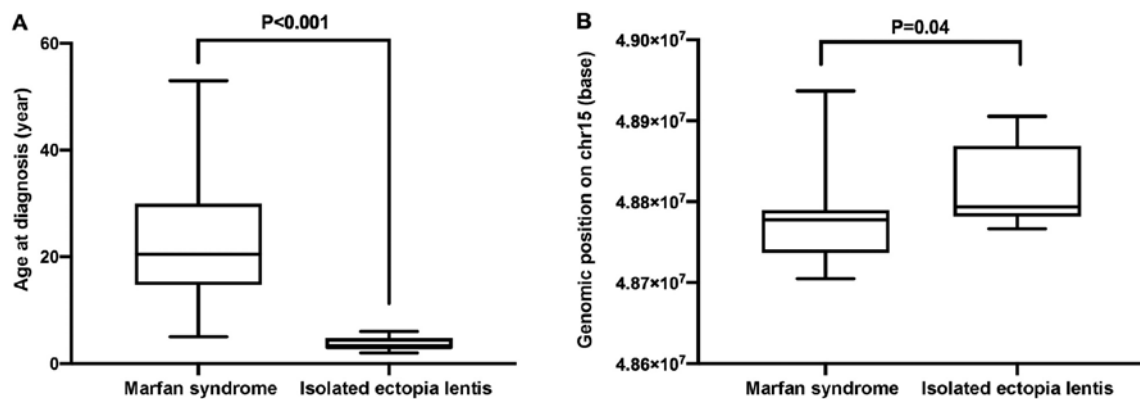 A
P<0.001
Age at diagnosis (year)
60
40
20
0
Marfan syndrome
Isolated ectopia lentis
B
P=0.04
Genomic position on chr15 (base)
4.90×10⁷
4.89×10⁷
4.88×10⁷
4.87×10⁷
4.86×10⁷
Marfan syndrome
Isolated ectopia lentis